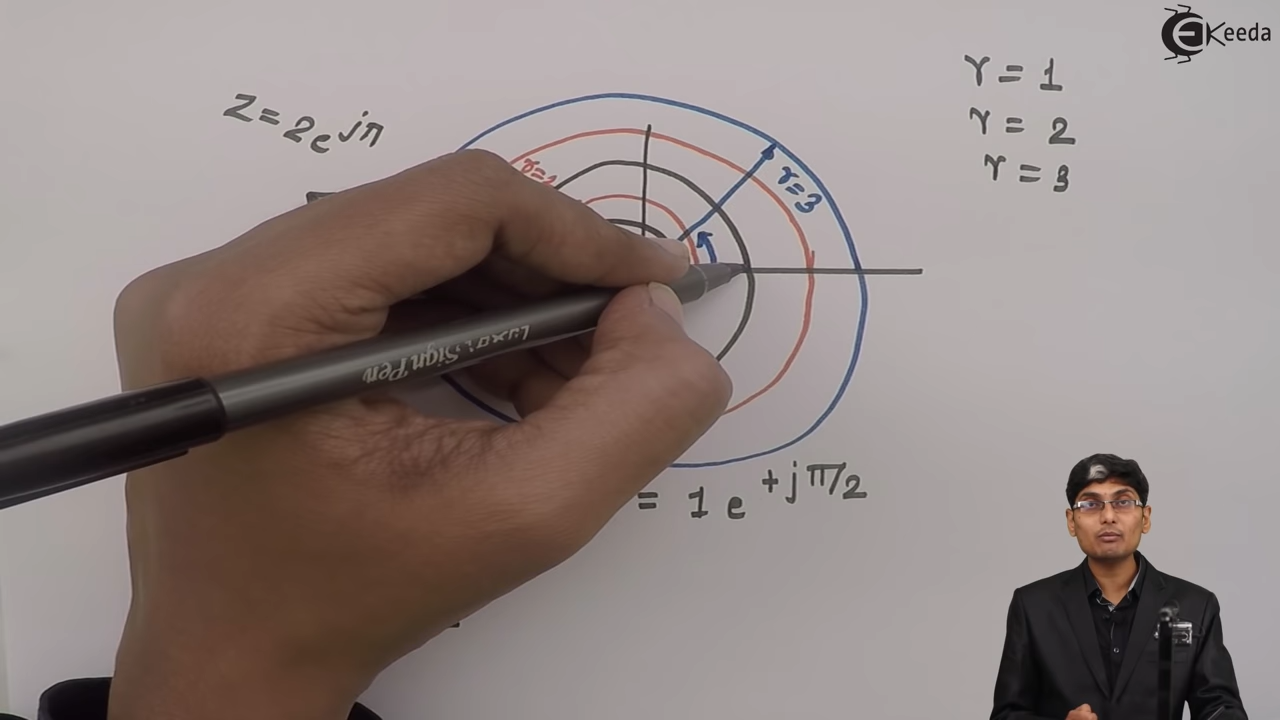 EKeeda
r = 1
r = 2
r = 3
Z = 2e^jπ
r=3
Luxor Sign Pen
= 1 e^+jπ/2